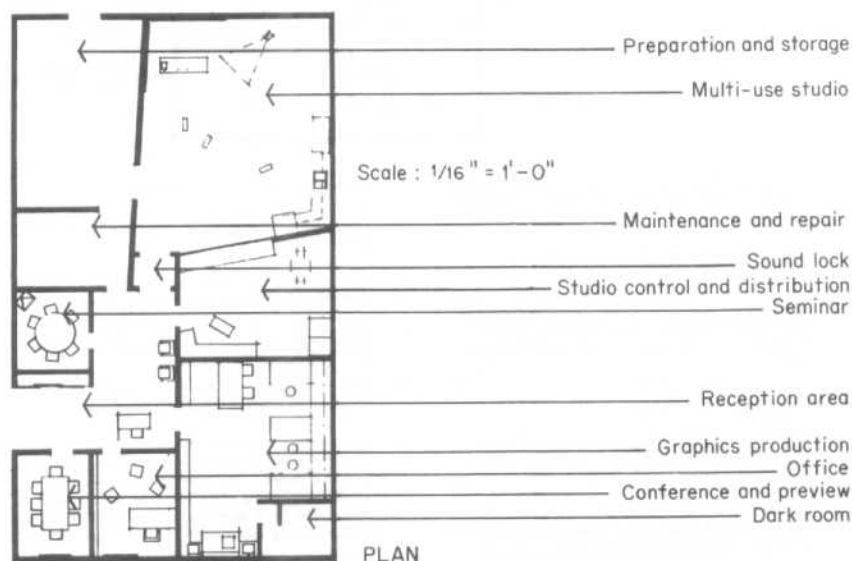 Preparation and storage
Multi-use studio
Scale : 1/16" = 1'-0"
Maintenance and repair
Sound lock
Studio control and distribution
Seminar
Reception area
Graphics production
Office
Conference and preview
Dark room
PLAN